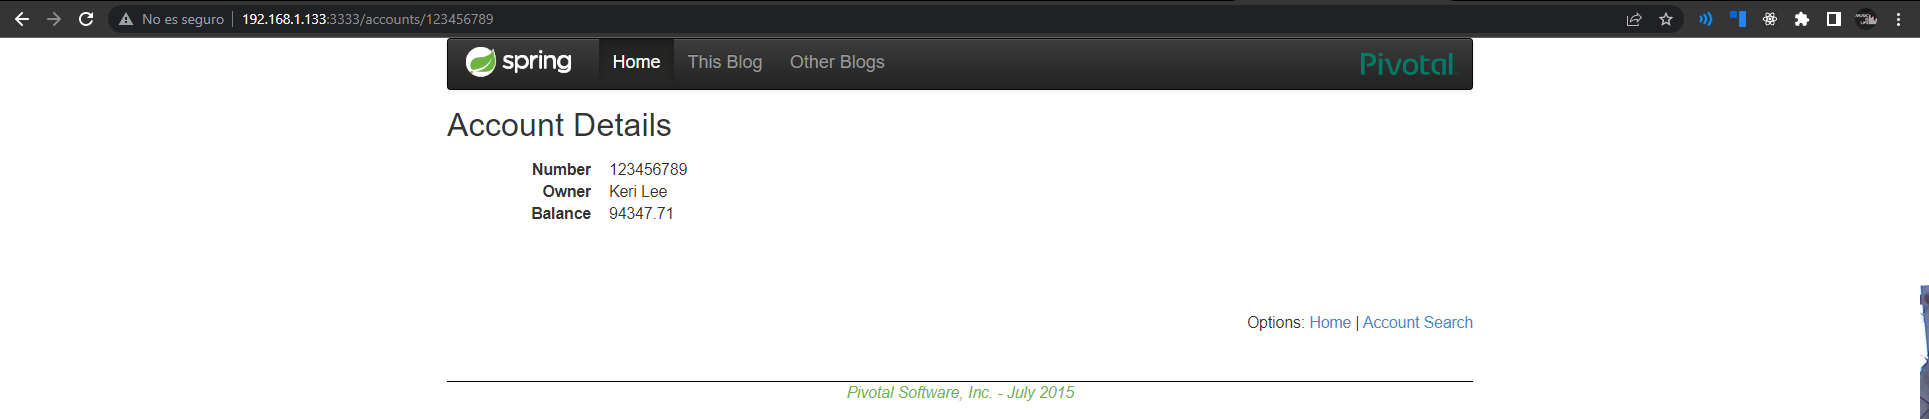 No es seguro 192.168.1.133:3333/accounts/123456789
spring Home This Blog Other Blogs Pivotal
Account Details
Number 123456789
Owner Keri Lee
Balance 94347.71
Options: Home | Account Search
Pivotal Software, Inc. - July 2015